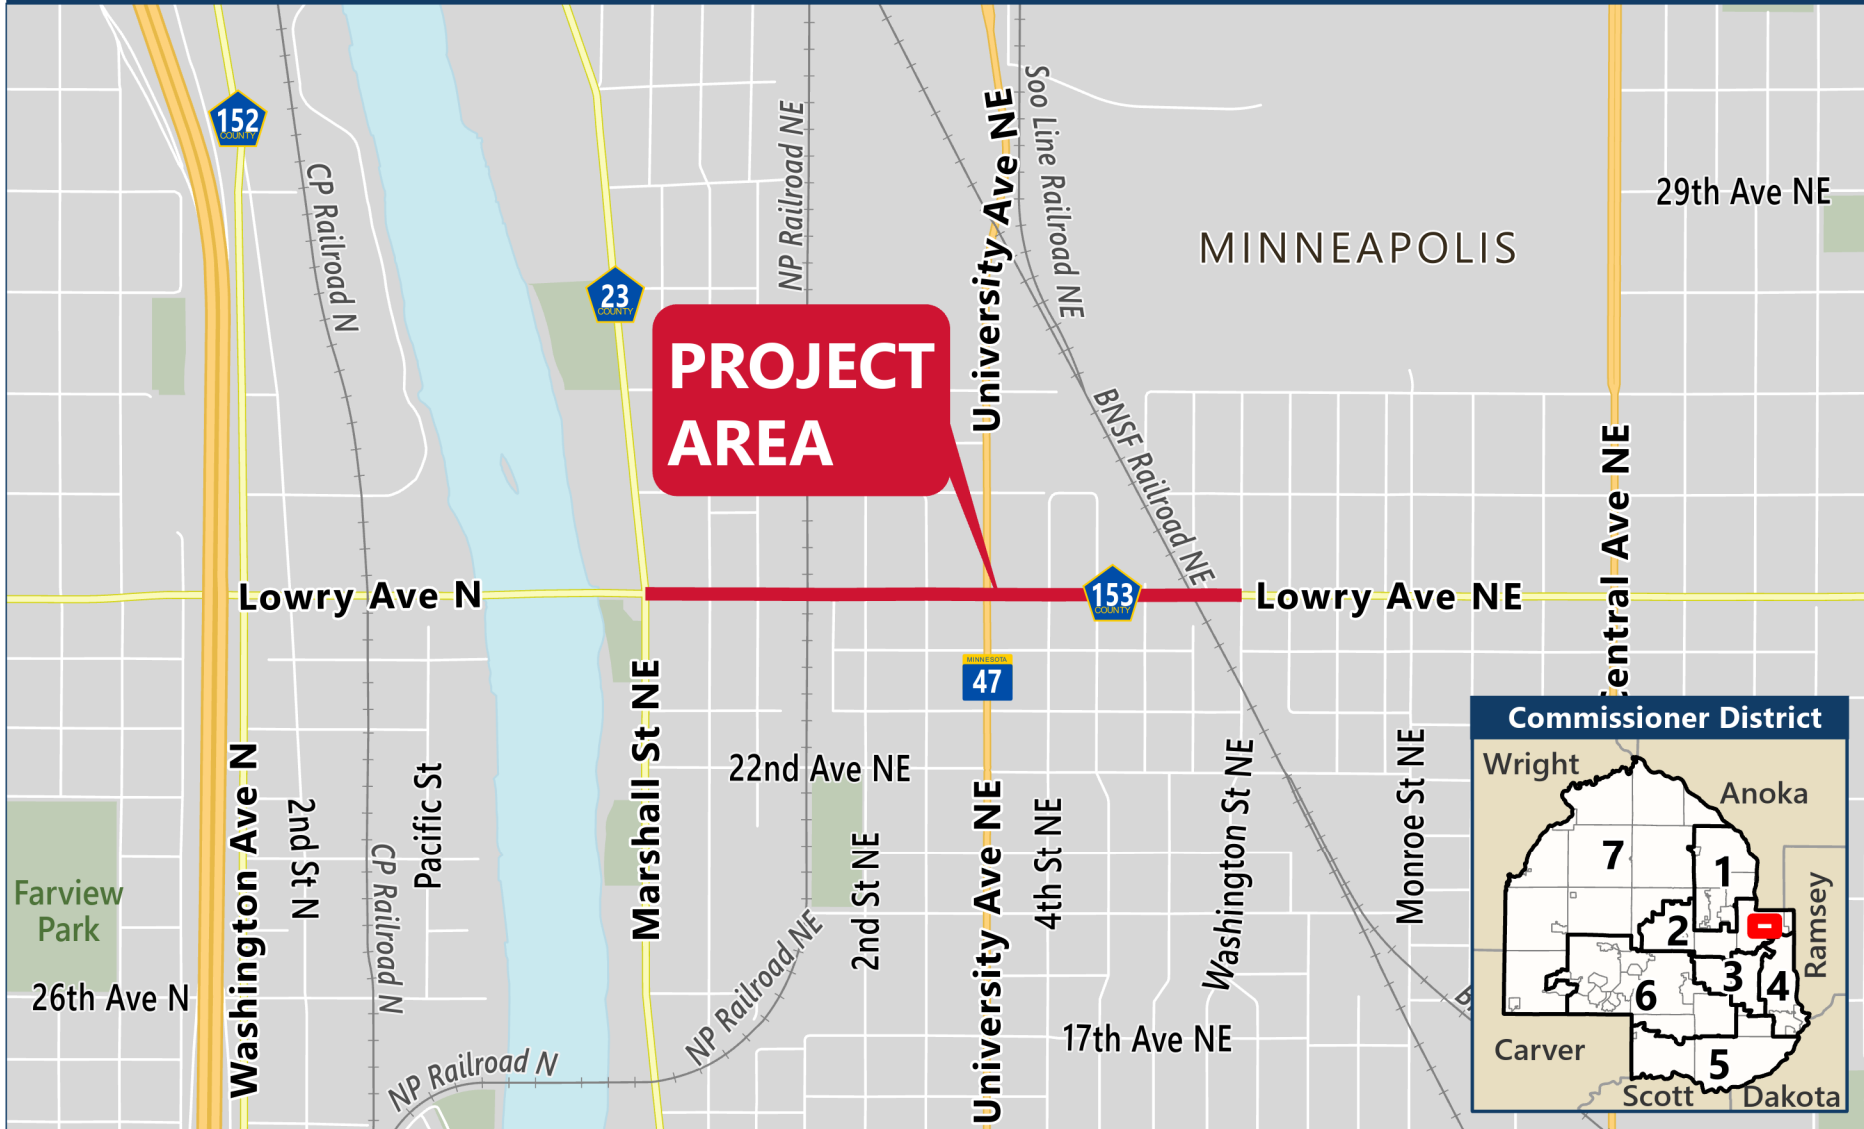 152
COUNTY
CP Railroad N
23
COUNTY
NP Railroad NE
University Ave NE
Soo Line Railroad NE
29th Ave NE
MINNEAPOLIS
PROJECT
AREA
BNSF Railroad NE
Central Ave NE
Lowry Ave N
153
COUNTY
Lowry Ave NE
MINNESOTA
47
Washington Ave N
2nd St N
CP Railroad N
Pacific St
Marshall St NE
22nd Ave NE
2nd St NE
University Ave NE
4th St NE
Washington St NE
Monroe St NE
Farview
Park
26th Ave N
NP Railroad N
NP Railroad NE
17th Ave NE
Commissioner District
Wright
Anoka
7
1
2
Ramsey
3
4
6
Carver
5
Scott
Dakota